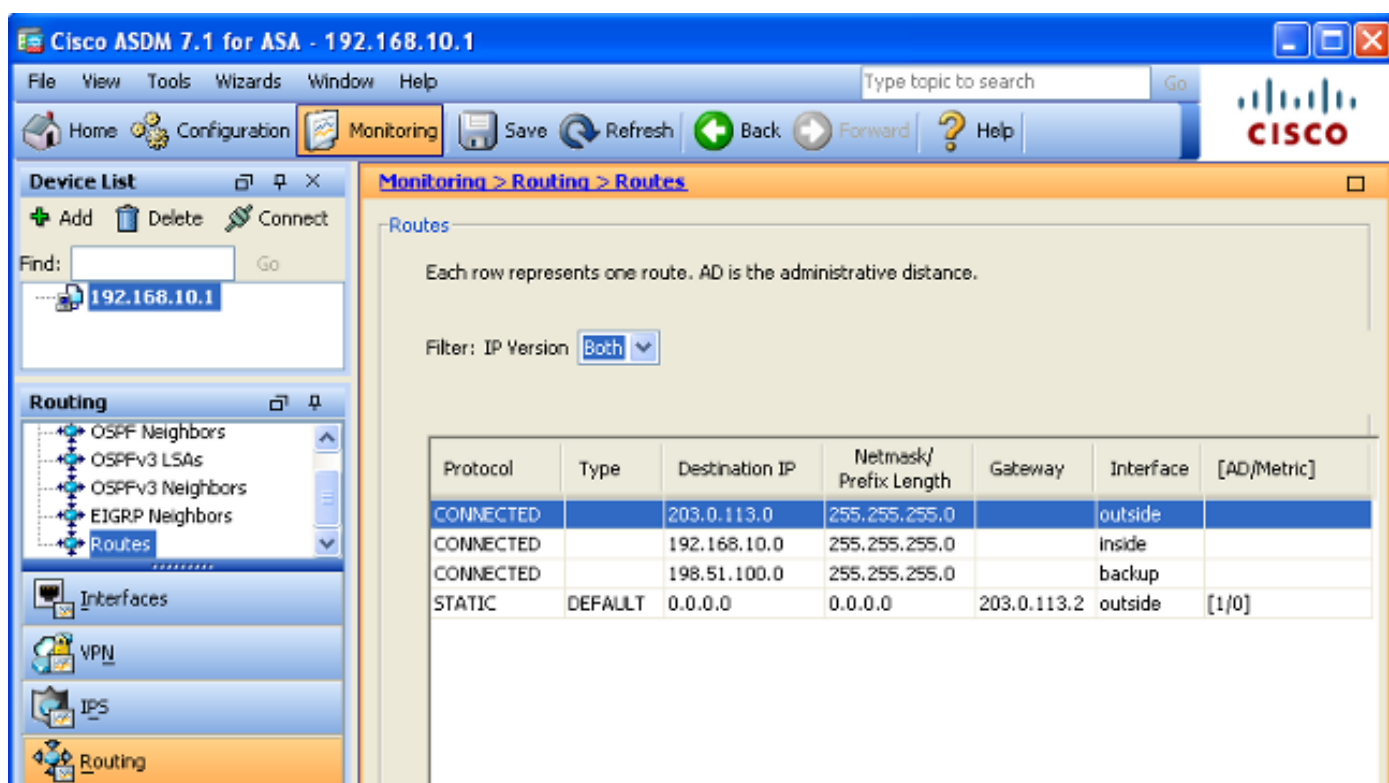 Cisco ASDM 7.1 for ASA - 192.168.10.1
File View Tools Wizards Window Help Type topic to search Go
Home Configuration Monitoring Save Refresh Back Forward Help
CISCO
Device List
Add Delete Connect
Find: Go
192.168.10.1
Routing
OSPF Neighbors
OSPFv3 LSAs
OSPFv3 Neighbors
EIGRP Neighbors
Routes
Interfaces
VPN
IPS
Routing
Monitoring > Routing > Routes
Routes
Each row represents one route. AD is the administrative distance.
Filter: IP Version Both
Protocol Type Destination IP Netmask/ Prefix Length Gateway Interface [AD/Metric]
CONNECTED 203.0.113.0 255.255.255.0 outside
CONNECTED 192.168.10.0 255.255.255.0 inside
CONNECTED 198.51.100.0 255.255.255.0 backup
STATIC DEFAULT 0.0.0.0 0.0.0.0 203.0.113.2 outside [1/0]